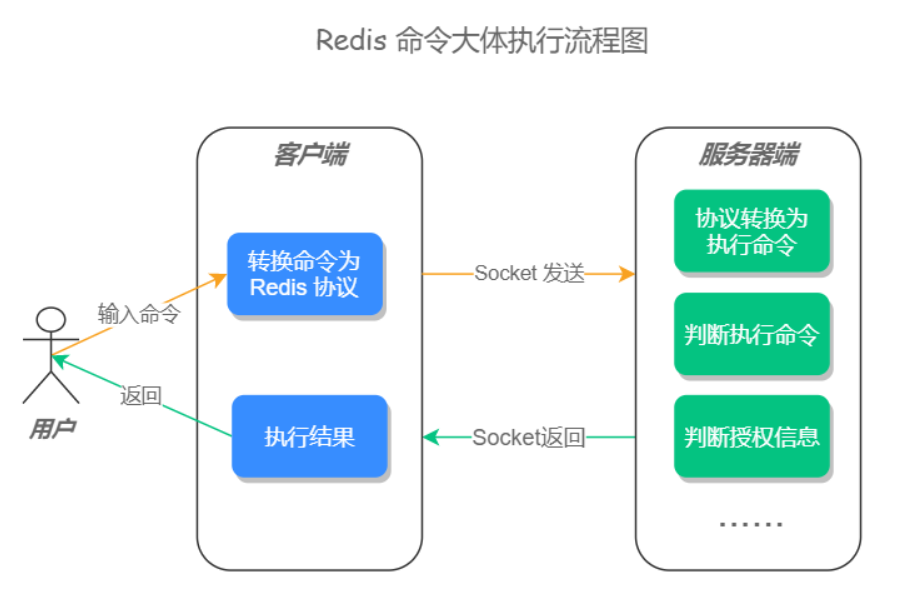 Redis 命令大体执行流程图
客户端
服务器端
转换命令为
Redis 协议
执行结果
输入命令
返回
用户
Socket 发送
Socket返回
协议转换为
执行命令
判断执行命令
判断授权信息
······